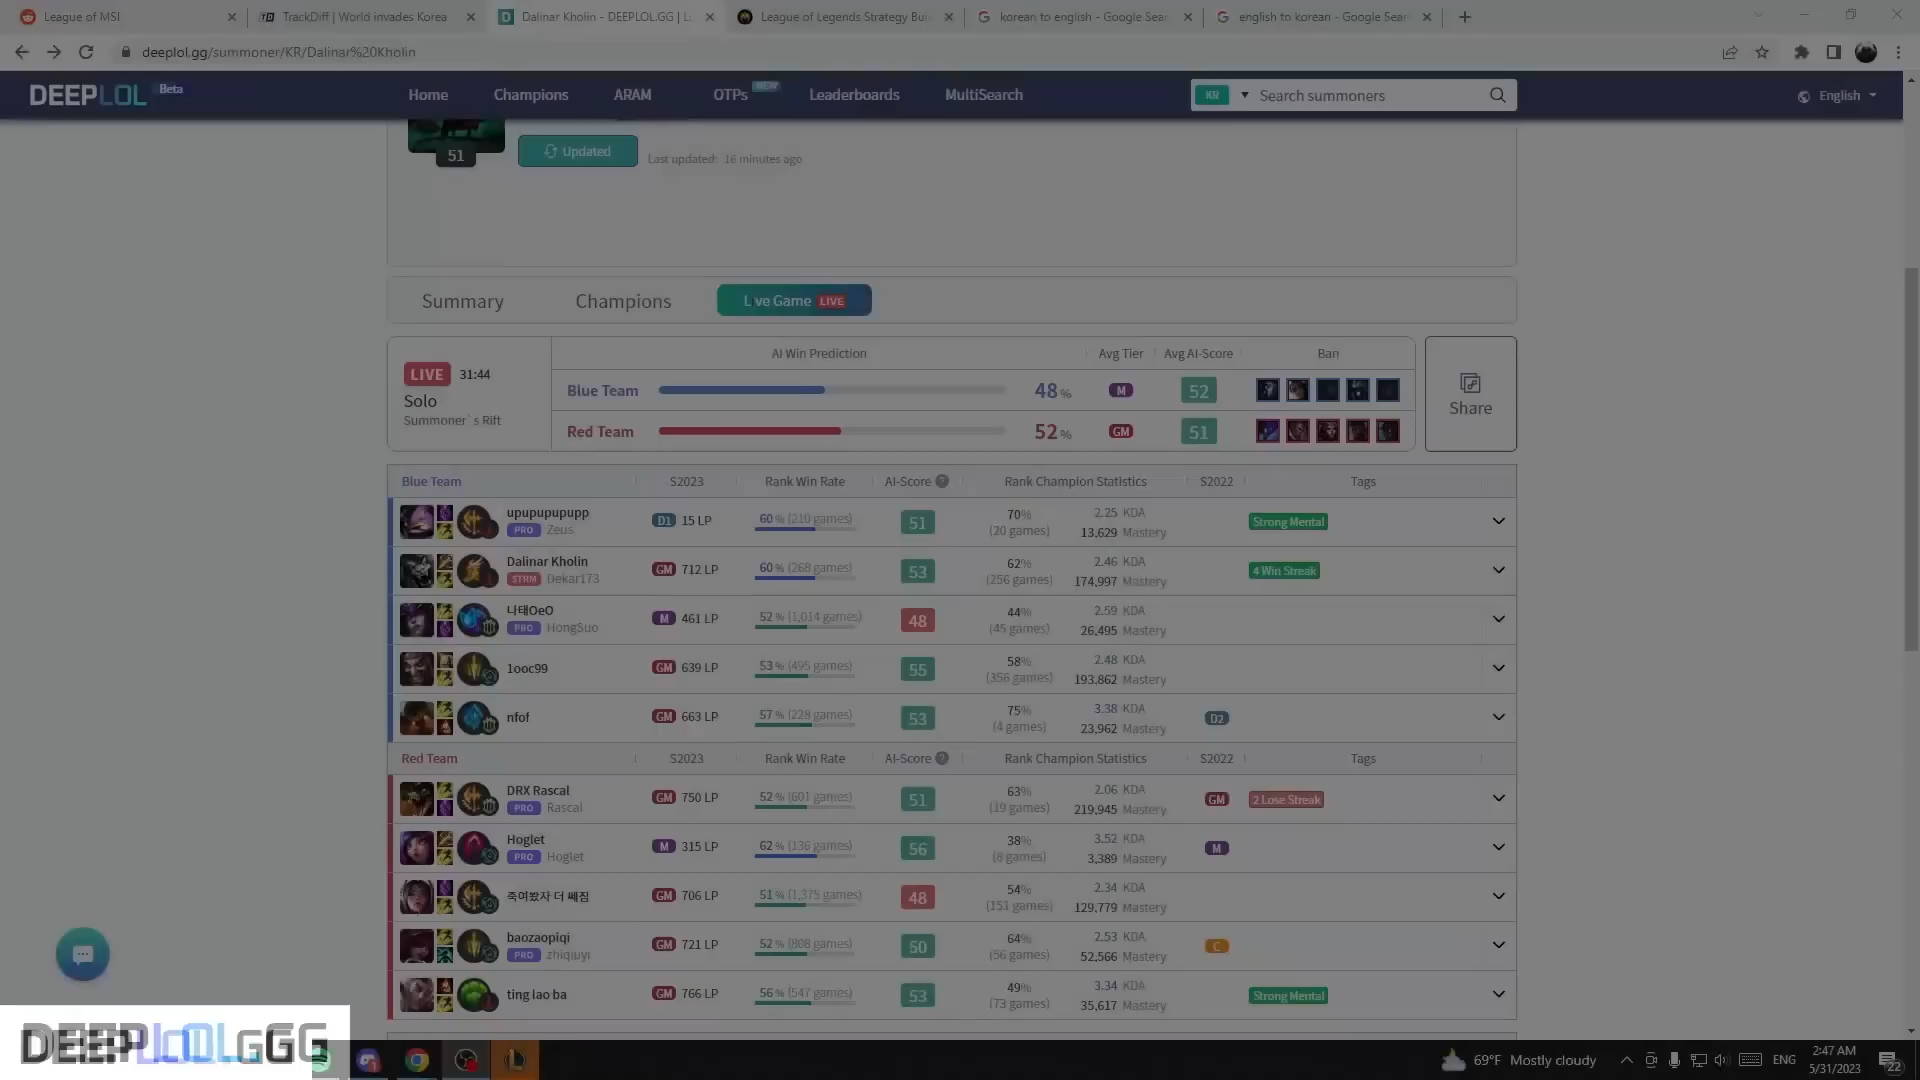 League of MSI
TrackDiff | World invades Korea
Dalinar Kholin - DEEPLOL.GG | L
League of Legends Strategy Buil
korean to english - Google Sear
english to korean - Google Sear
deeplol.gg/summoner/KR/Dalinar%20Kholin
DEEPLOL Beta
Home
Champions
ARAM
OTPs NEW
Leaderboards
MultiSearch
KR Search summoners
English
51
Updated
Last updated: 16 minutes ago
Summary
Champions
Live Game LIVE
LIVE 31:44
Solo
Summoner`s Rift
AI Win Prediction Avg Tier Avg AI-Score Ban
Blue Team 48 % M 52
Red Team 52 % GM 51
Share
Blue Team S2023 Rank Win Rate AI-Score ? Rank Champion Statistics S2022 Tags
upupupupupp D1 15 LP 60 % (210 games) 51 70% 2.25 KDA Strong Mental
PRO Zeus (20 games) 13,629 Mastery
Dalinar Kholin GM 712 LP 60 % (268 games) 53 62% 2.46 KDA 4 Win Streak
STRM Dekar173 (256 games) 174,997 Mastery
나태OeO M 461 LP 52 % (1,014 games) 48 44% 2.59 KDA
PRO HongSuo (45 games) 26,495 Mastery
1ooc99 GM 639 LP 53 % (495 games) 55 58% 2.48 KDA
(356 games) 193,862 Mastery
nfof GM 663 LP 57 % (228 games) 53 75% 3.38 KDA D2
(4 games) 23,962 Mastery
Red Team S2023 Rank Win Rate AI-Score ? Rank Champion Statistics S2022 Tags
DRX Rascal GM 750 LP 52 % (601 games) 51 63% 2.06 KDA GM 2 Lose Streak
PRO Rascal (19 games) 219,945 Mastery
Hoglet M 315 LP 62 % (136 games) 56 38% 3.52 KDA M
PRO Hoglet (8 games) 3,389 Mastery
죽여봤자 더 쎄짐 GM 706 LP 51 % (1,375 games) 48 54% 2.34 KDA
(151 games) 129,779 Mastery
baozaopiqi GM 721 LP 52 % (808 games) 50 64% 2.53 KDA C
PRO zhiqiuyi (56 games) 52,566 Mastery
ting lao ba GM 766 LP 56 % (547 games) 53 49% 3.34 KDA Strong Mental
(73 games) 35,617 Mastery
DEEPLOL.GG
1
69°F Mostly cloudy
ENG
2:47 AM
5/31/2023
22